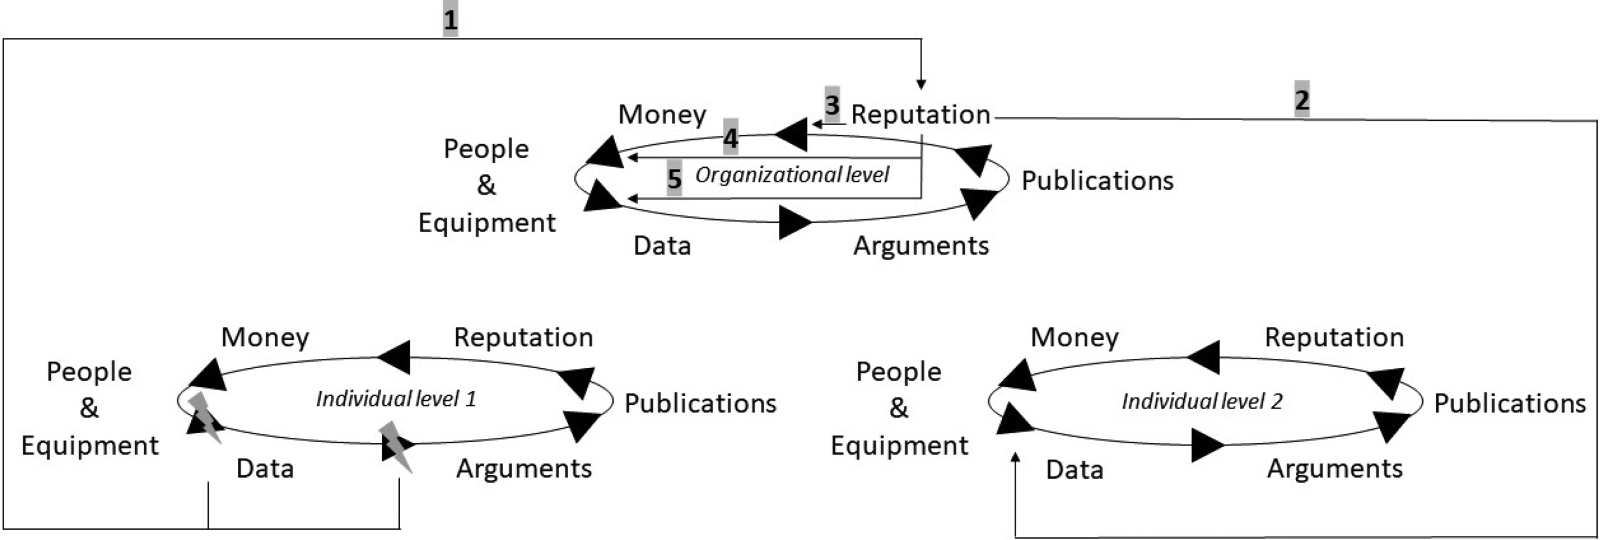 1
2
3
Reputation
Money
4
People
&
Equipment
5
Organizational level
Publications
Data
Arguments
Money
Reputation
People
&
Equipment
Individual level 1
Publications
Data
Arguments
Money
Reputation
People
&
Equipment
Individual level 2
Publications
Data
Arguments